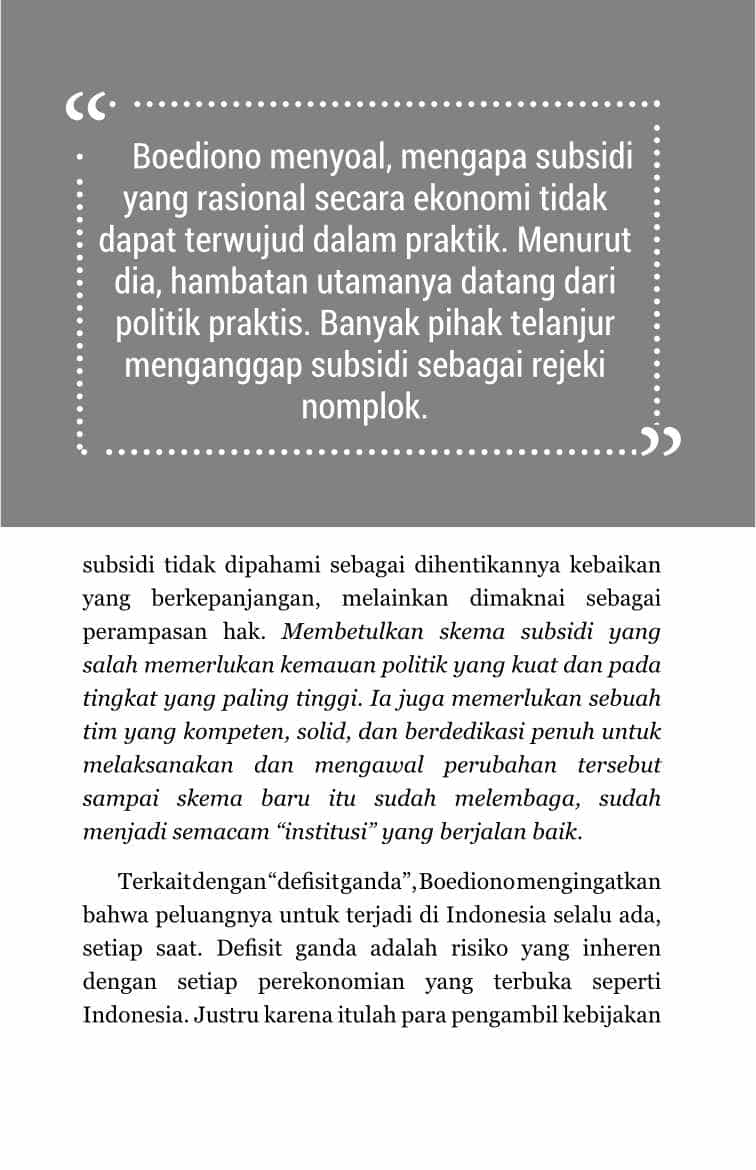 “
Boediono menyoal, mengapa subsidi
yang rasional secara ekonomi tidak
dapat terwujud dalam praktik. Menurut
dia, hambatan utamanya datang dari
politik praktis. Banyak pihak telanjur
menganggap subsidi sebagai rejeki
nomplok.
”
subsidi tidak dipahami sebagai dihentikannya kebaikan
yang berkepanjangan, melainkan dimaknai sebagai
perampasan hak. Membetulkan skema subsidi yang
salah memerlukan kemauan politik yang kuat dan pada
tingkat yang paling tinggi. Ia juga memerlukan sebuah
tim yang kompeten, solid, dan berdedikasi penuh untuk
melaksanakan dan mengawal perubahan tersebut
sampai skema baru itu sudah melembaga, sudah
menjadi semacam “institusi” yang berjalan baik.
Terkait dengan “defisit ganda”, Boediono mengingatkan
bahwa peluangnya untuk terjadi di Indonesia selalu ada,
setiap saat. Defisit ganda adalah risiko yang inheren
dengan setiap perekonomian yang terbuka seperti
Indonesia. Justru karena itulah para pengambil kebijakan